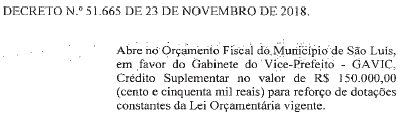 DECRETO N.º 51.665 DE 23 DE NOVEMBRO DE 2018.
Abre no Orçamento Fiscal do Município de São Luís,
em favor do Gabinete do Vice-Prefeito - GAVIC,
Crédito Suplementar no valor de R$ 150.000,00
(cento e cinquenta mil reais) para reforço de dotações
constantes da Lei Orçamentária vigente.